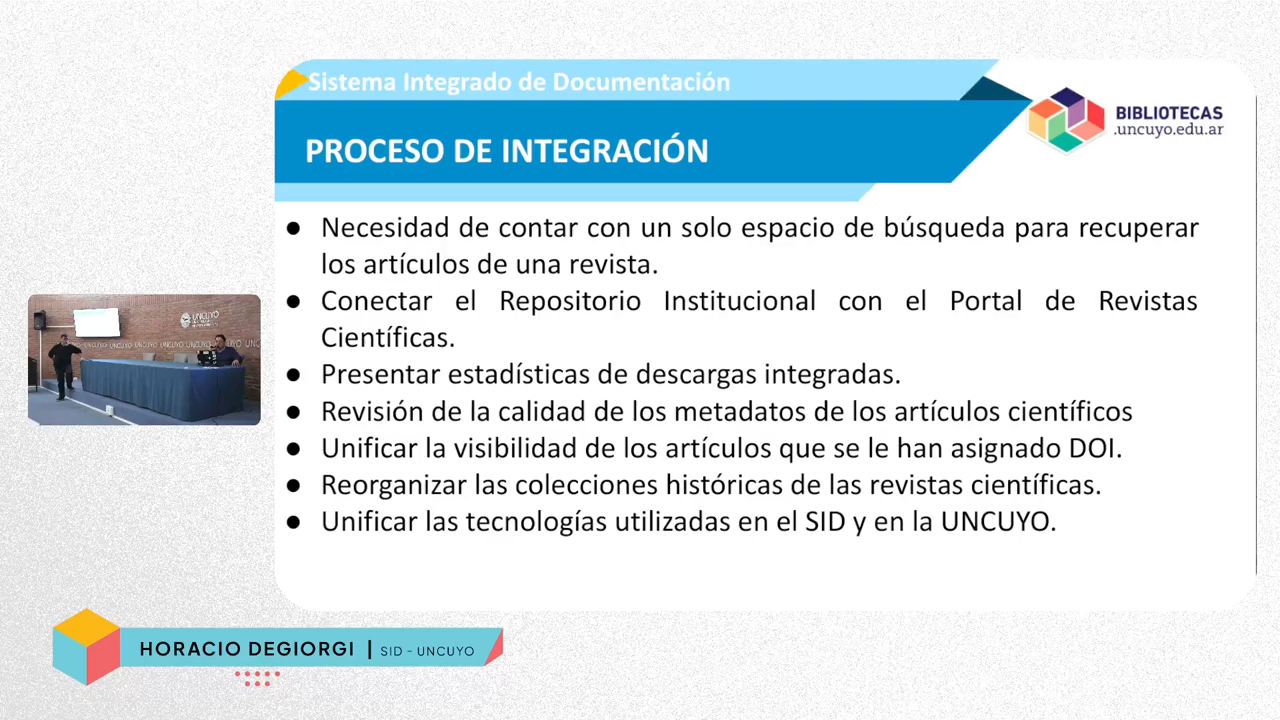 Sistema Integrado de Documentación
PROCESO DE INTEGRACIÓN
BIBLIOTECAS
.uncuyo.edu.ar
● Necesidad de contar con un solo espacio de búsqueda para recuperar
los artículos de una revista.
● Conectar el Repositorio Institucional con el Portal de Revistas
Científicas.
● Presentar estadísticas de descargas integradas.
● Revisión de la calidad de los metadatos de los artículos científicos
● Unificar la visibilidad de los artículos que se le han asignado DOI.
● Reorganizar las colecciones históricas de las revistas científicas.
● Unificar las tecnologías utilizadas en el SID y en la UNCUYO.
UNCUYO
HORACIO DEGIORGI | SID - UNCUYO